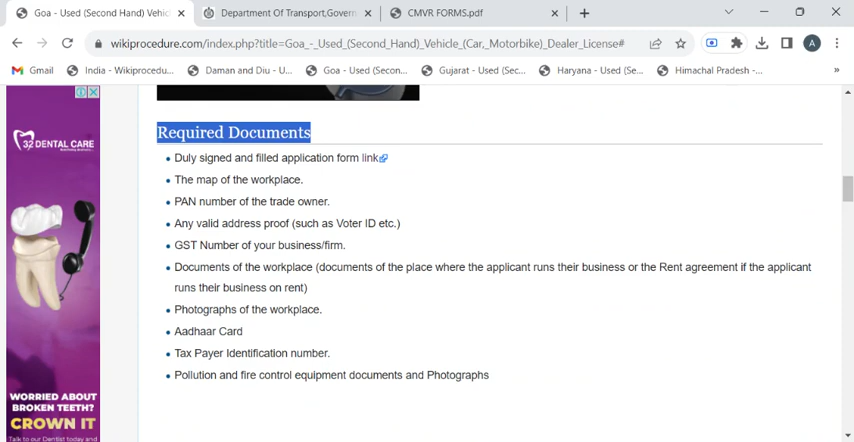 Goa - Used (Second Hand) Vehic
Department Of Transport,Govern
CMVR FORMS.pdf
wikiprocedure.com/index.php?title=Goa_-_Used_(Second_Hand)_Vehicle_(Car,_Motorbike)_Dealer_License#
A
Gmail
India - Wikiprocedu...
Daman and Diu - U...
Goa - Used (Secon...
Gujarat - Used (Sec...
Haryana - Used (Se...
Himachal Pradesh -...
»
32 DENTAL CARE
WORRIED ABOUT
BROKEN TEETH?
CROWN IT
Talk to our Dentist today and
Required Documents
Duly signed and filled application form link
The map of the workplace.
PAN number of the trade owner.
Any valid address proof (such as Voter ID etc.)
GST Number of your business/firm.
Documents of the workplace (documents of the place where the applicant runs their business or the Rent agreement if the applicant
runs their business on rent)
Photographs of the workplace.
Aadhaar Card
Tax Payer Identification number.
Pollution and fire control equipment documents and Photographs